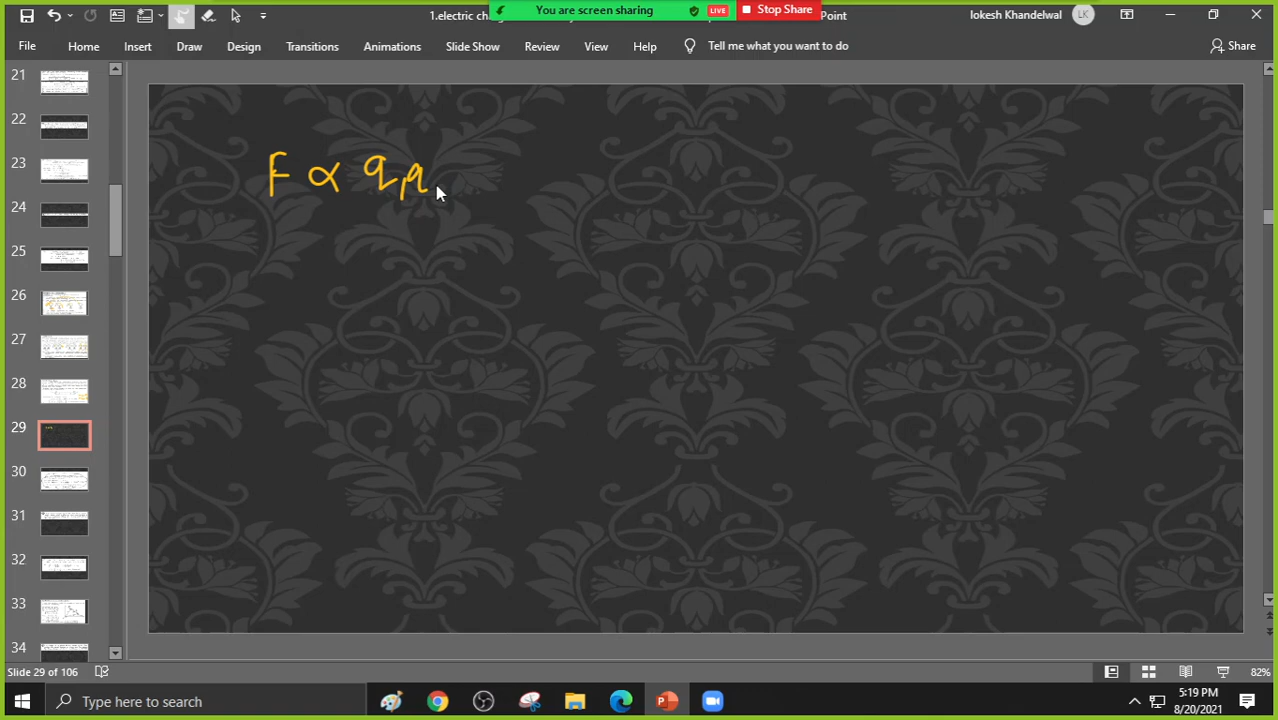 1.electric cha
You are screen sharing
LIVE
Stop Share
Point
lokesh Khandelwal
LK
File
Home
Insert
Draw
Design
Transitions
Animations
Slide Show
Review
View
Help
Tell me what you want to do
Share
21
22
23
24
25
26
27
28
29
30
31
32
33
34
F ∝ q₁q
Slide 29 of 106
82%
Type here to search
5:19 PM
8/20/2021